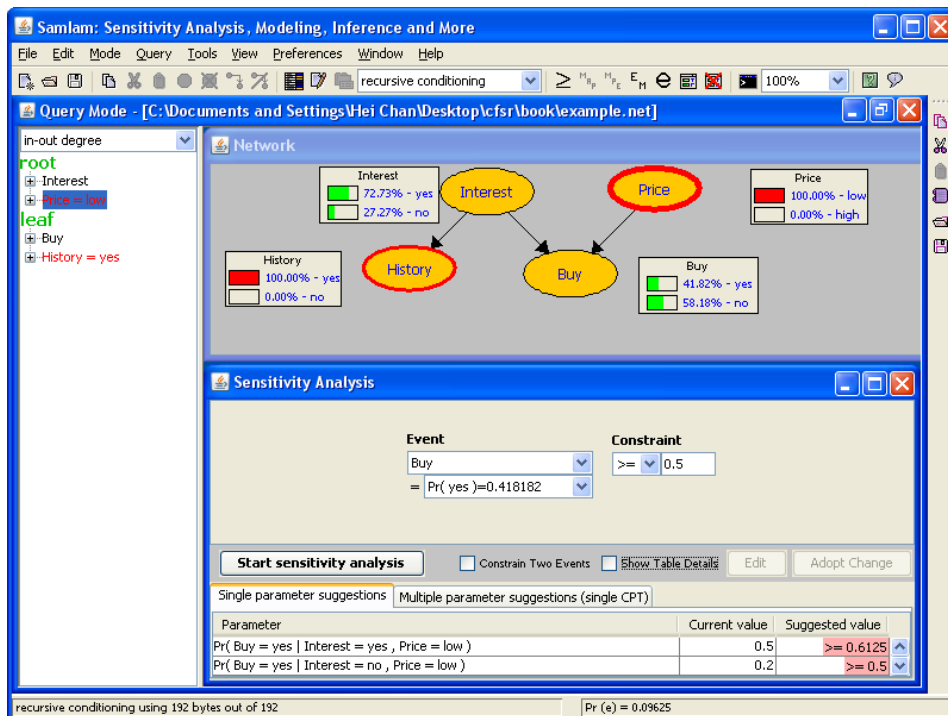 Samlam: Sensitivity Analysis, Modeling, Inference and More
File Edit Mode Query Tools View Preferences Window Help
recursive conditioning 100%
Query Mode - [C:\Documents and Settings\Hei Chan\Desktop\cfsr\book\example.net]
in-out degree
root
Interest
Price = low
leaf
Buy
History = yes
Network
Interest
72.73% - yes
27.27% - no
Interest
Price
Price
100.00% - low
0.00% - high
History
100.00% - yes
0.00% - no
History
Buy
Buy
41.82% - yes
58.18% - no
Sensitivity Analysis
Event Constraint
Buy >= 0.5
= Pr( yes )=0.418182
Start sensitivity analysis Constrain Two Events Show Table Details Edit Adopt Change
Single parameter suggestions Multiple parameter suggestions (single CPT)
Parameter Current value Suggested value
Pr( Buy = yes | Interest = yes , Price = low ) 0.5 >= 0.6125
Pr( Buy = yes | Interest = no , Price = low ) 0.2 >= 0.5
recursive conditioning using 192 bytes out of 192 Pr (e) = 0.09625